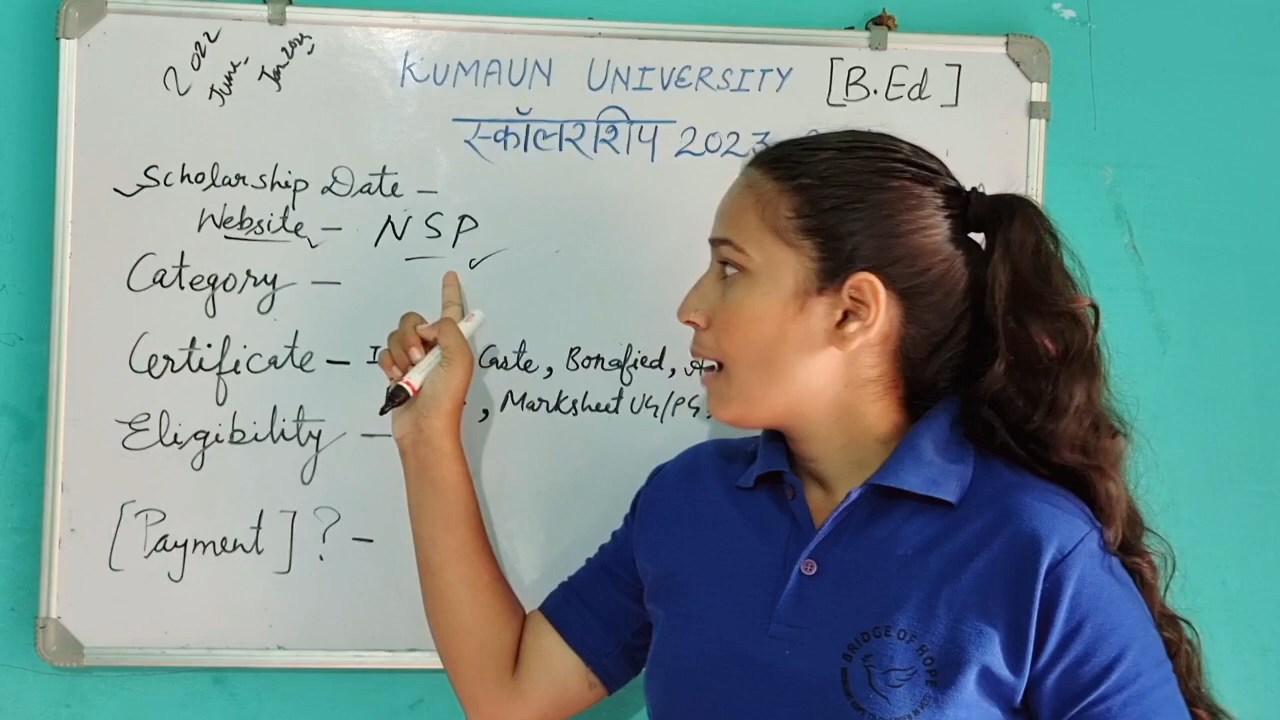 2022
June
Jan 2023
KUMAUN UNIVERSITY [B.Ed]
स्कॉलरशिप 2023
Scholarship Date –
Website – NSP
Category –
Certificate – Caste, Bonafied,
, Marksheet UG/PG,
Eligibility –
[Payment] ? –
BRIDGE OF HOPE